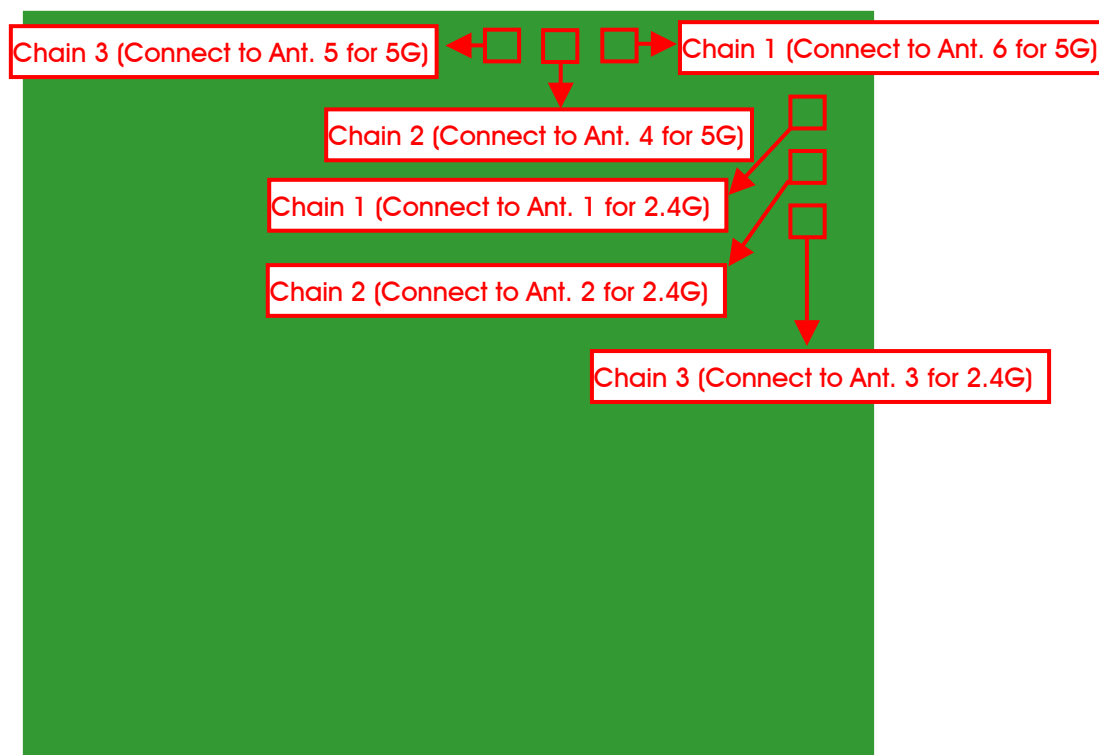 Chain 3 (Connect to Ant. 5 for 5G)
Chain 1 (Connect to Ant. 6 for 5G)
Chain 2 (Connect to Ant. 4 for 5G)
Chain 1 (Connect to Ant. 1 for 2.4G)
Chain 2 (Connect to Ant. 2 for 2.4G)
Chain 3 (Connect to Ant. 3 for 2.4G)